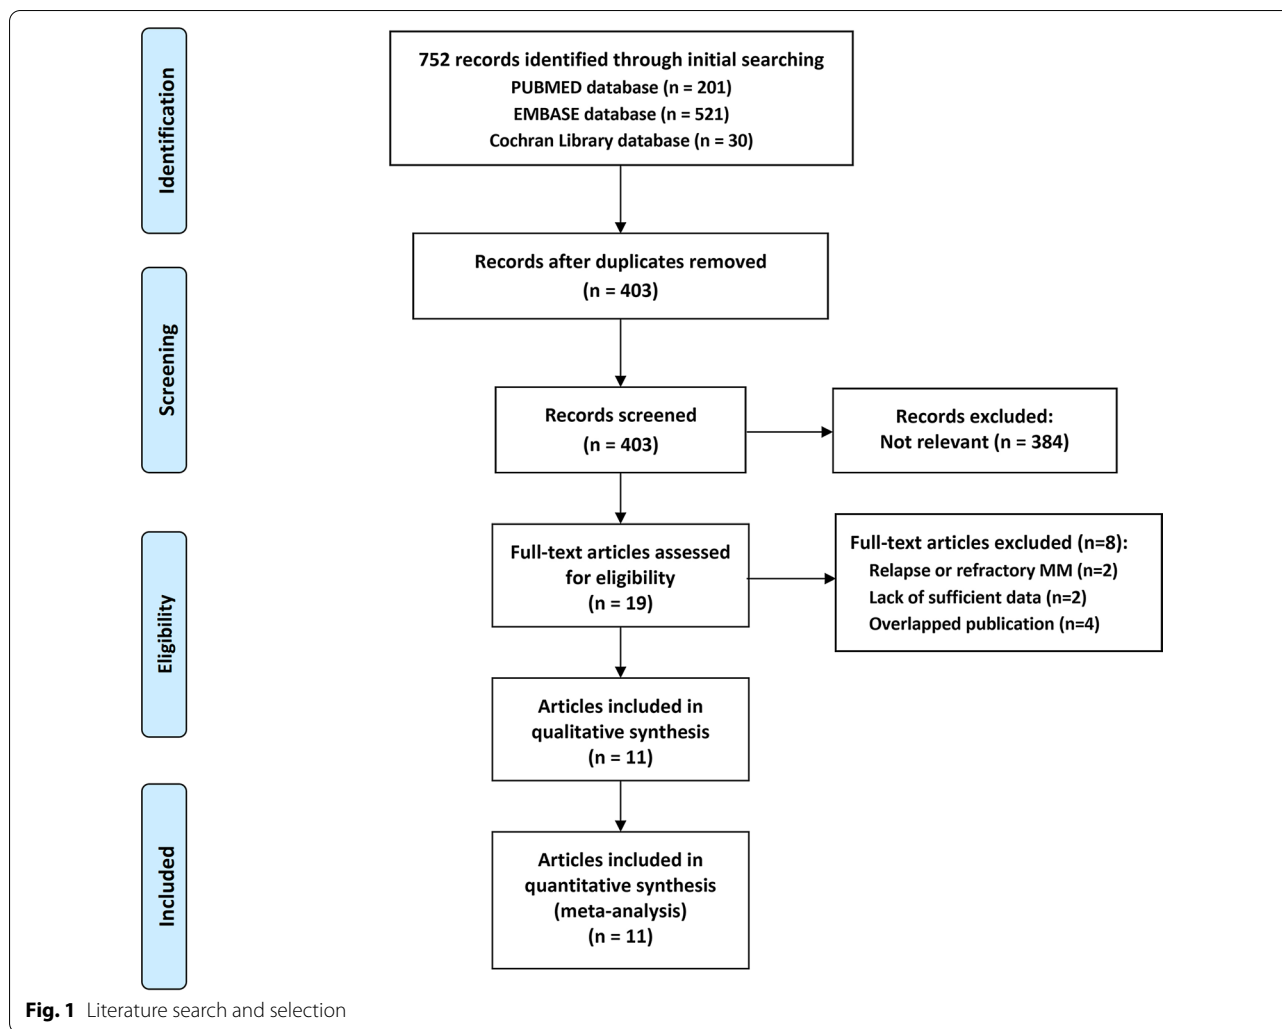 Identification
752 records identified through initial searching
PUBMED database (n = 201)
EMBASE database (n = 521)
Cochran Library database (n = 30)
Records after duplicates removed
(n = 403)
Screening
Records screened
(n = 403)
Records excluded:
Not relevant (n = 384)
Eligibility
Full-text articles assessed
for eligibility
(n = 19)
Full-text articles excluded (n=8):
Relapse or refractory MM (n=2)
Lack of sufficient data (n=2)
Overlapped publication (n=4)
Articles included in
qualitative synthesis
(n = 11)
Included
Articles included in
quantitative synthesis
(meta-analysis)
(n = 11)
Fig. 1 Literature search and selection